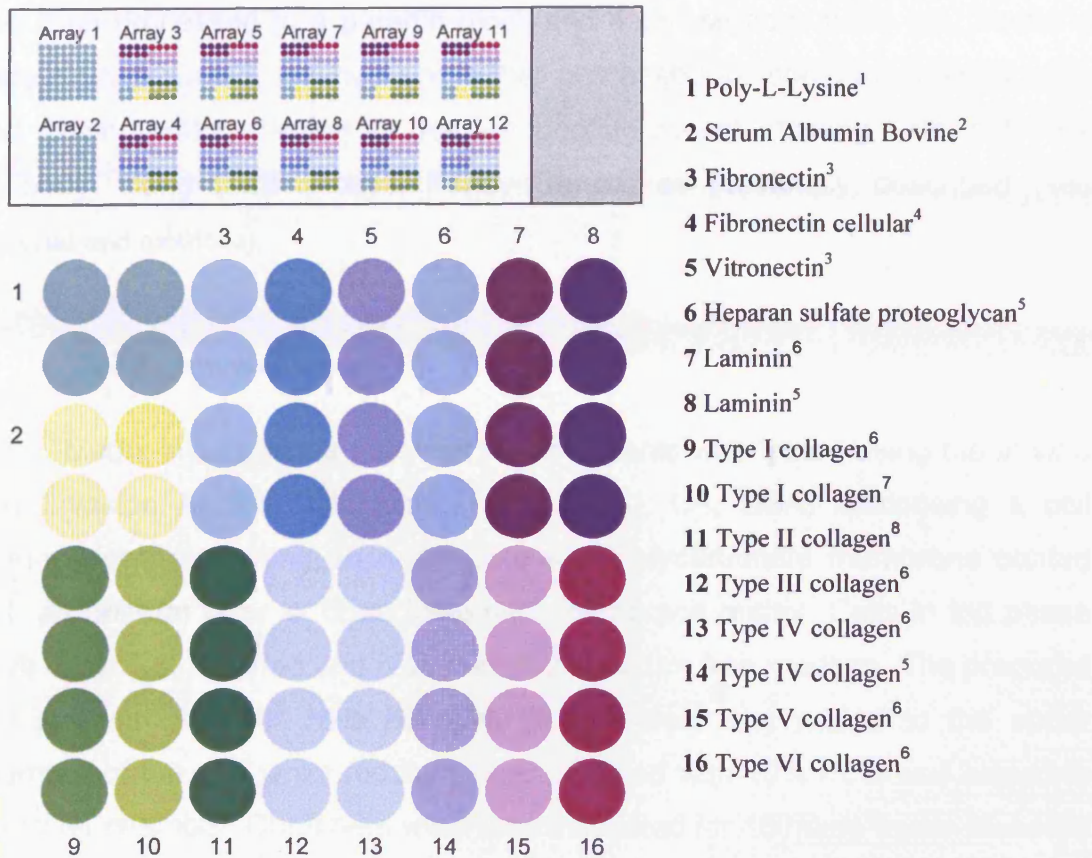 Array 1 Array 3 Array 5 Array 7 Array 9 Array 11
Array 2 Array 4 Array 6 Array 8 Array 10 Array 12
3 4 5 6 7 8
1
2
9 10 11 12 13 14 15 16
1 Poly-L-Lysine¹
2 Serum Albumin Bovine²
3 Fibronectin³
4 Fibronectin cellular⁴
5 Vitronectin³
6 Heparan sulfate proteoglycan⁵
7 Laminin⁶
8 Laminin⁵
9 Type I collagen⁶
10 Type I collagen⁷
11 Type II collagen⁸
12 Type III collagen⁶
13 Type IV collagen⁶
14 Type IV collagen⁵
15 Type V collagen⁶
16 Type VI collagen⁶